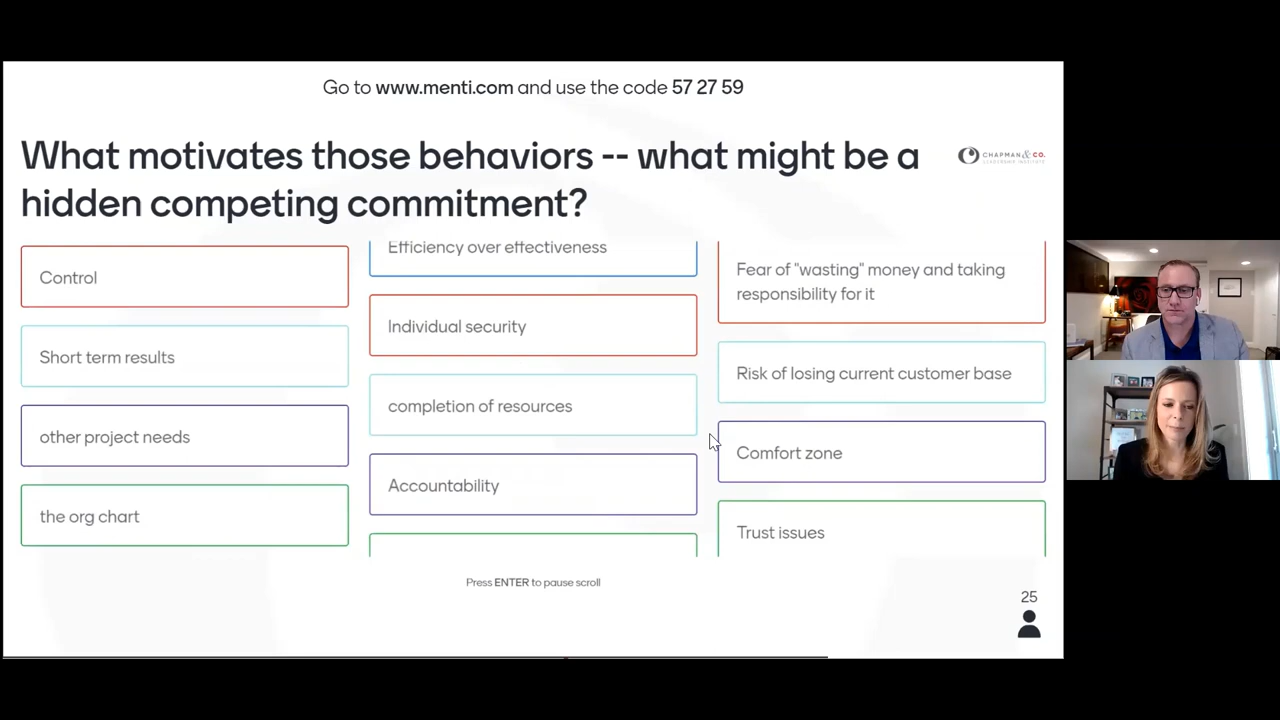 Go to www.menti.com and use the code 57 27 59
What motivates those behaviors -- what might be a
hidden competing commitment?
CHAPMAN & CO.
LEADERSHIP INSTITUTE
Control
Short term results
other project needs
the org chart
Efficiency over effectiveness
Individual security
completion of resources
Accountability
Fear of "wasting" money and taking
responsibility for it
Risk of losing current customer base
Comfort zone
Trust issues
Press ENTER to pause scroll
25